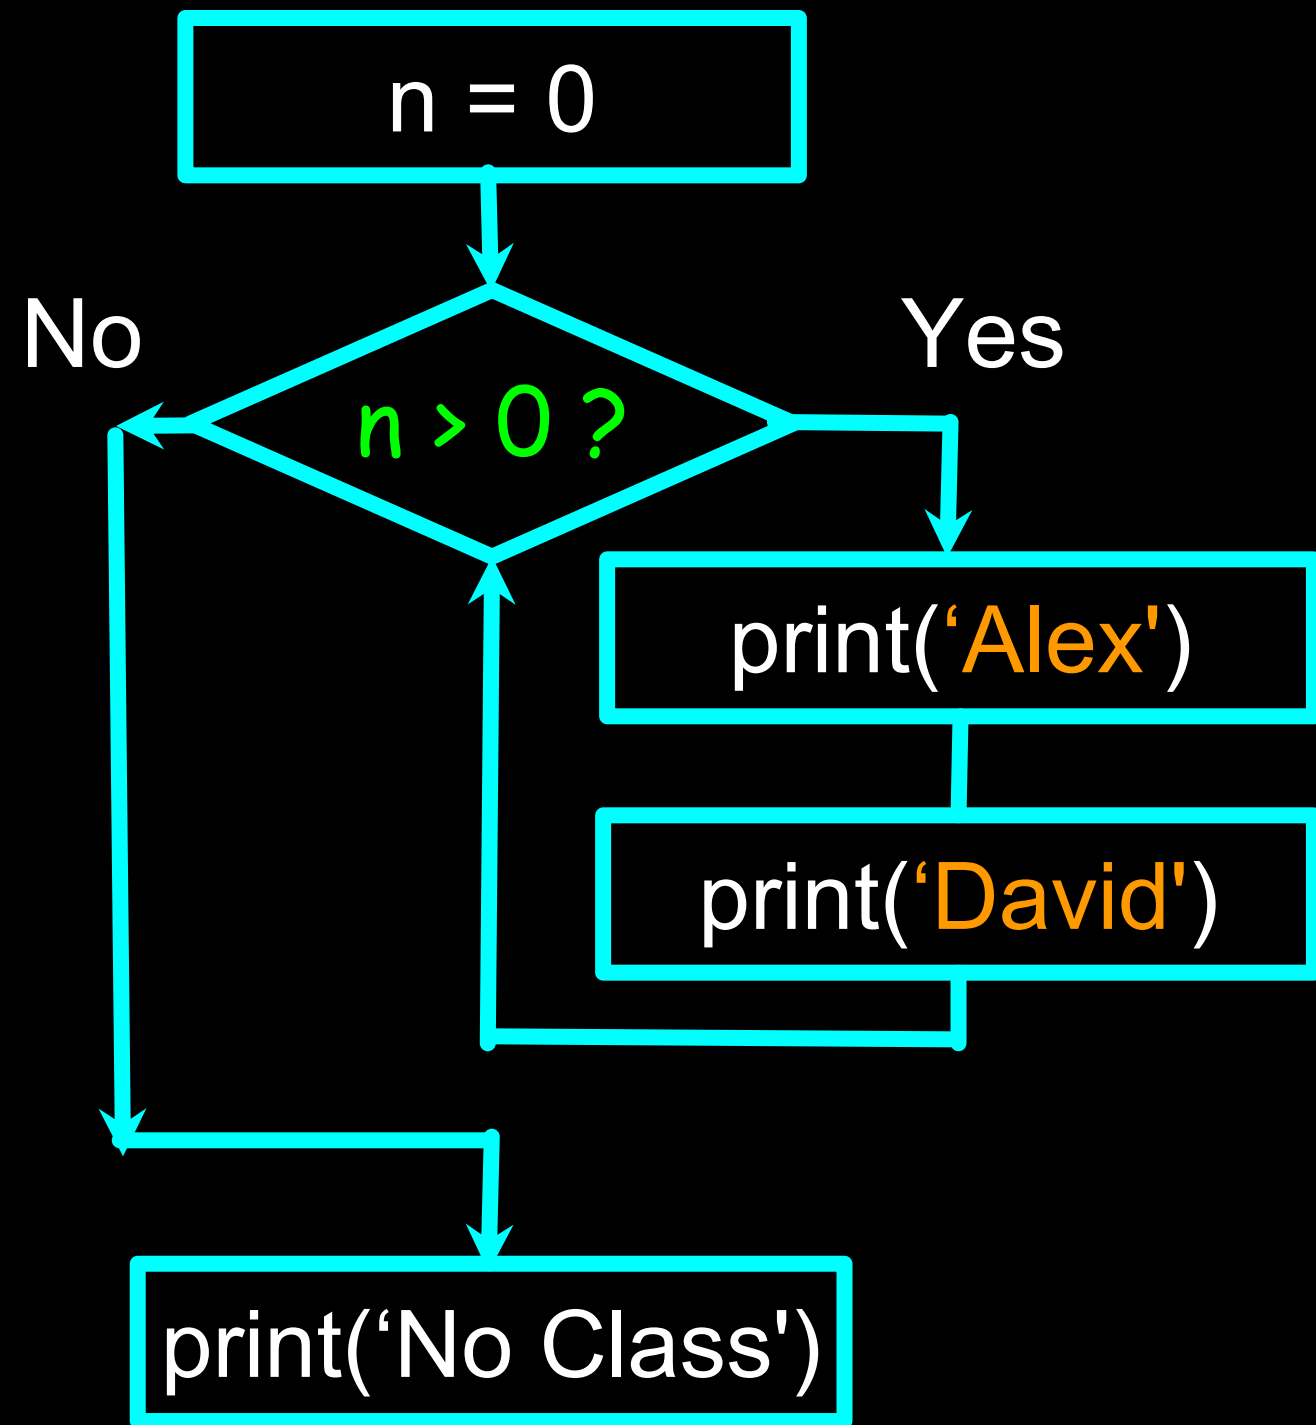 n = 0
No
Yes
n > 0 ?
print(‘Alex')
print(‘David')
print(‘No Class')